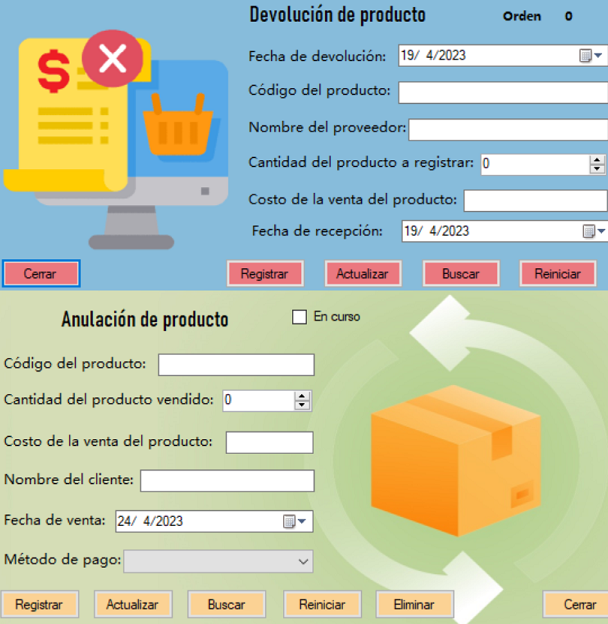 Devolución de producto Orden 0
Fecha de devolución: 19/ 4/2023
Código del producto:
Nombre del proveedor:
Cantidad del producto a registrar: 0
Costo de la venta del producto:
Fecha de recepción: 19/ 4/2023
Cerrar Registrar Actualizar Buscar Reiniciar
Anulación de producto En curso
Código del producto:
Cantidad del producto vendido: 0
Costo de la venta del producto:
Nombre del cliente:
Fecha de venta: 24/ 4/2023
Método de pago:
Registrar Actualizar Buscar Reiniciar Eliminar Cerrar